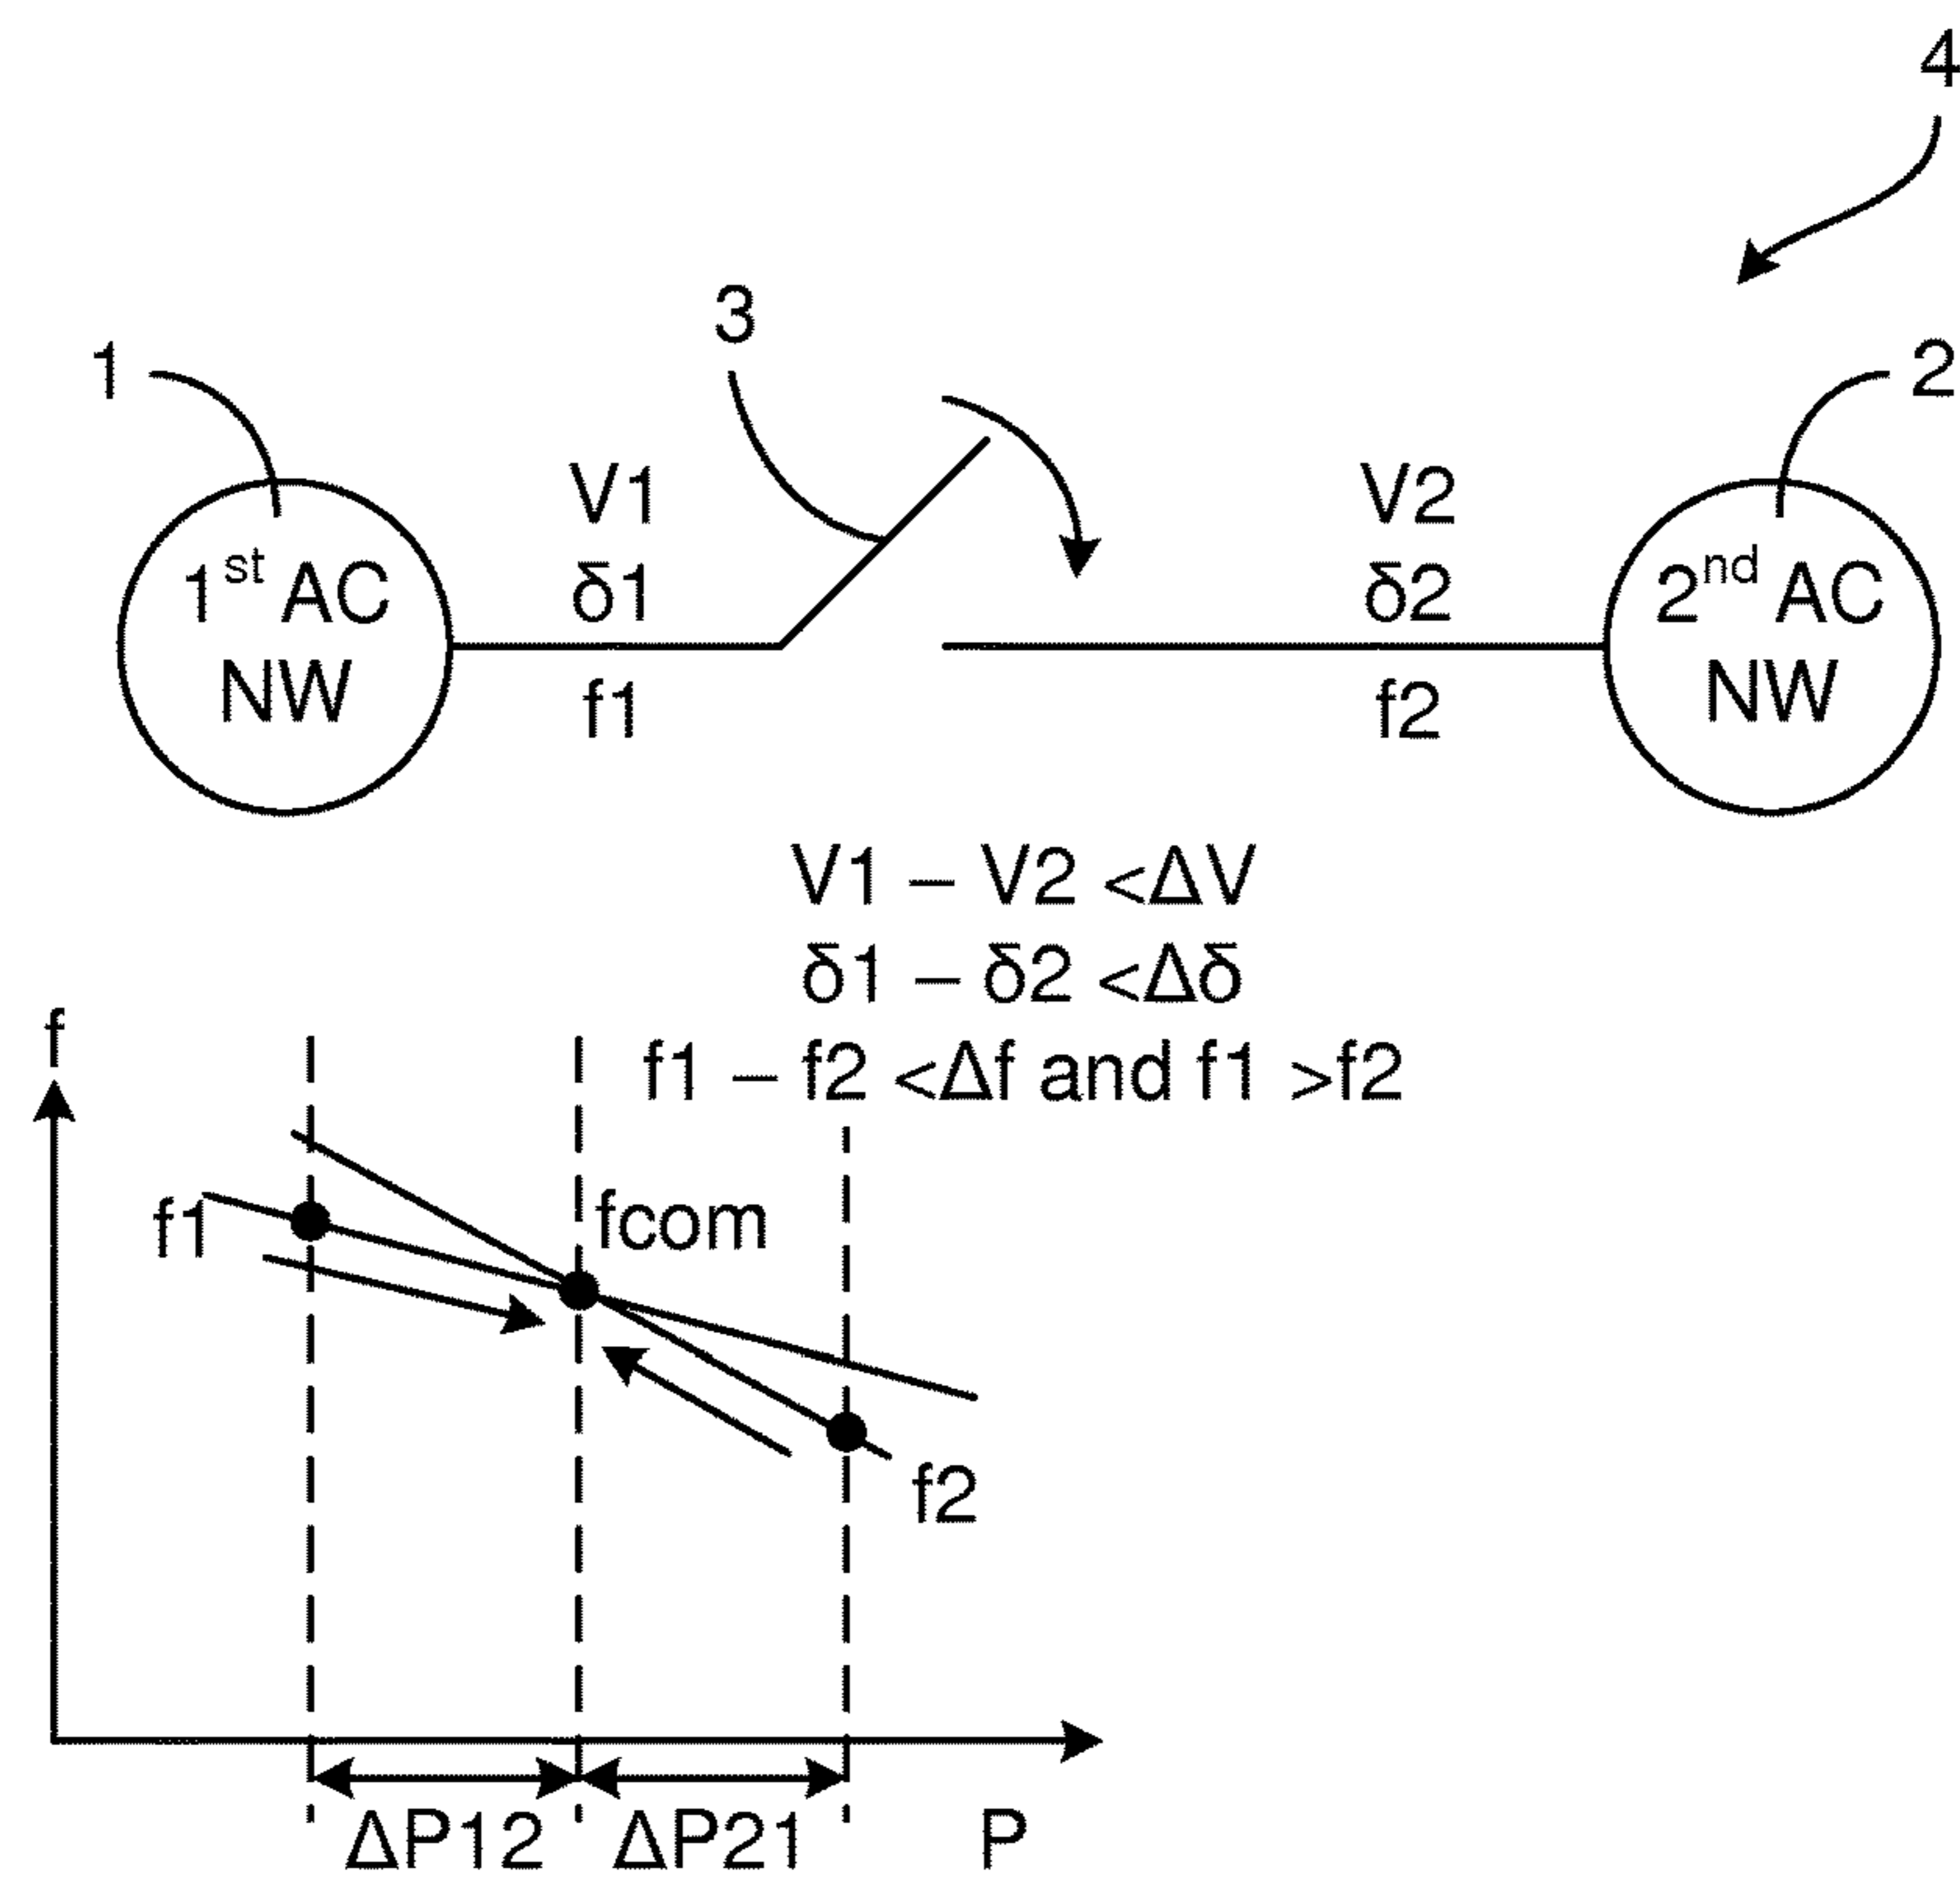 4
3
1
2
V1
V2
1st AC
NW
δ1
δ2
2nd AC
NW
f1
f2
V1 – V2 <ΔV
δ1 – δ2 <Δδ
f1 – f2 <Δf and f1 >f2
f
f1
fcom
f2
ΔP12
ΔP21
P